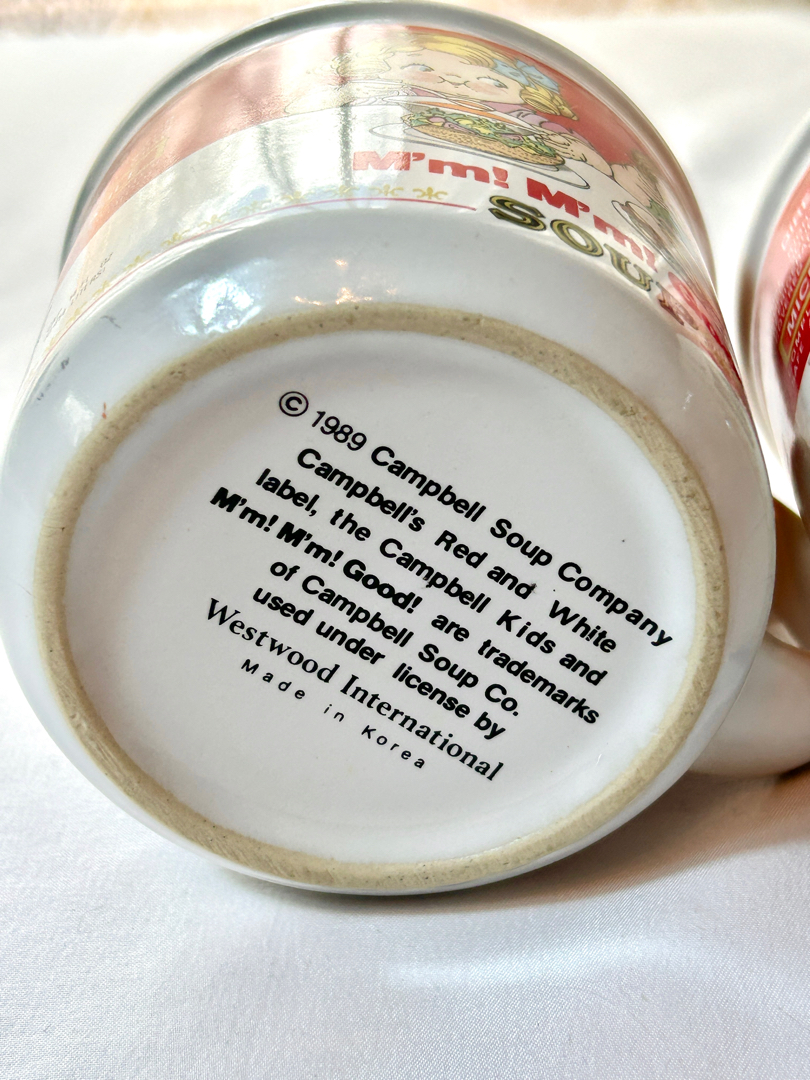 M'm! M'm!
SOUP
© 1989 Campbell Soup Company
Campbell's Red and White
label, the Campbell Kids and
M'm! M'm! Good! are trademarks
of Campbell Soup Co.
used under license by
Westwood International
Made in Korea